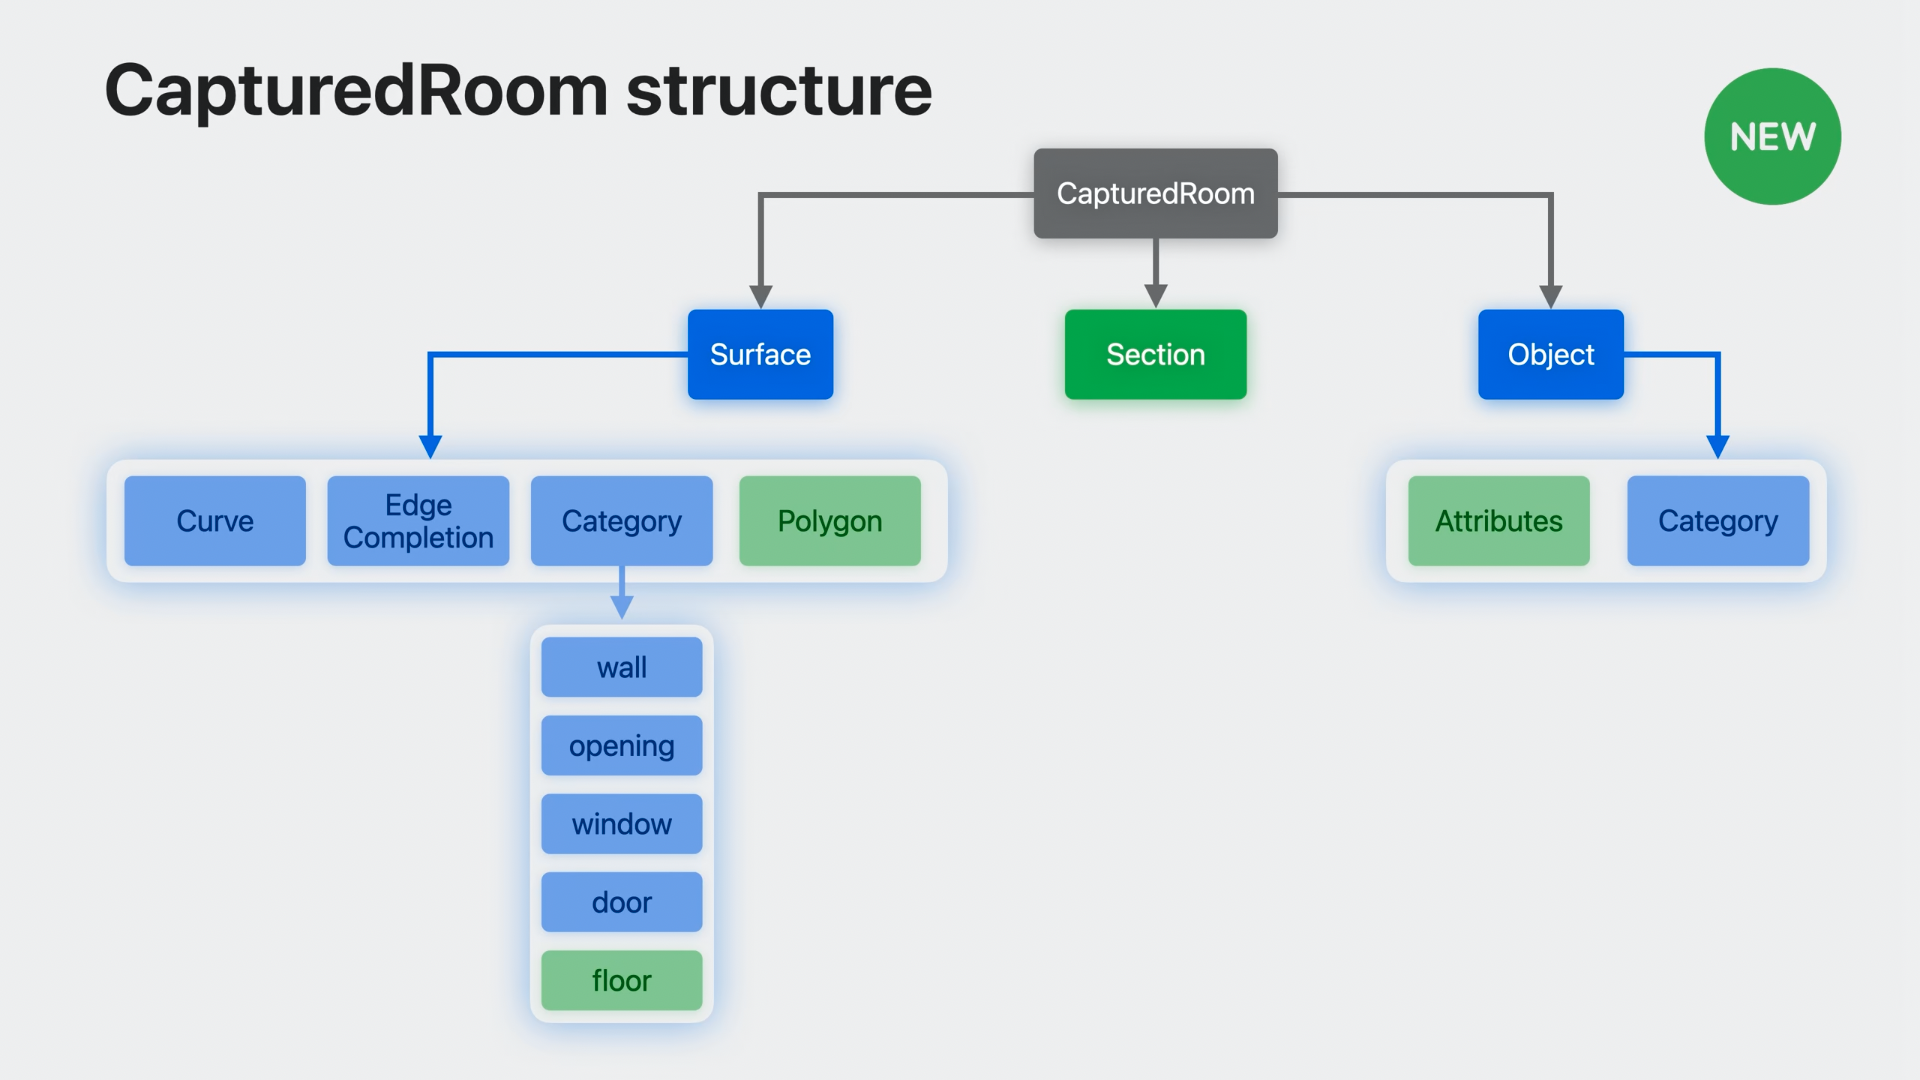 CapturedRoom structure
NEW
CapturedRoom
Surface
Section
Object
Curve
Edge
Completion
Category
Polygon
Attributes
Category
wall
opening
window
door
floor